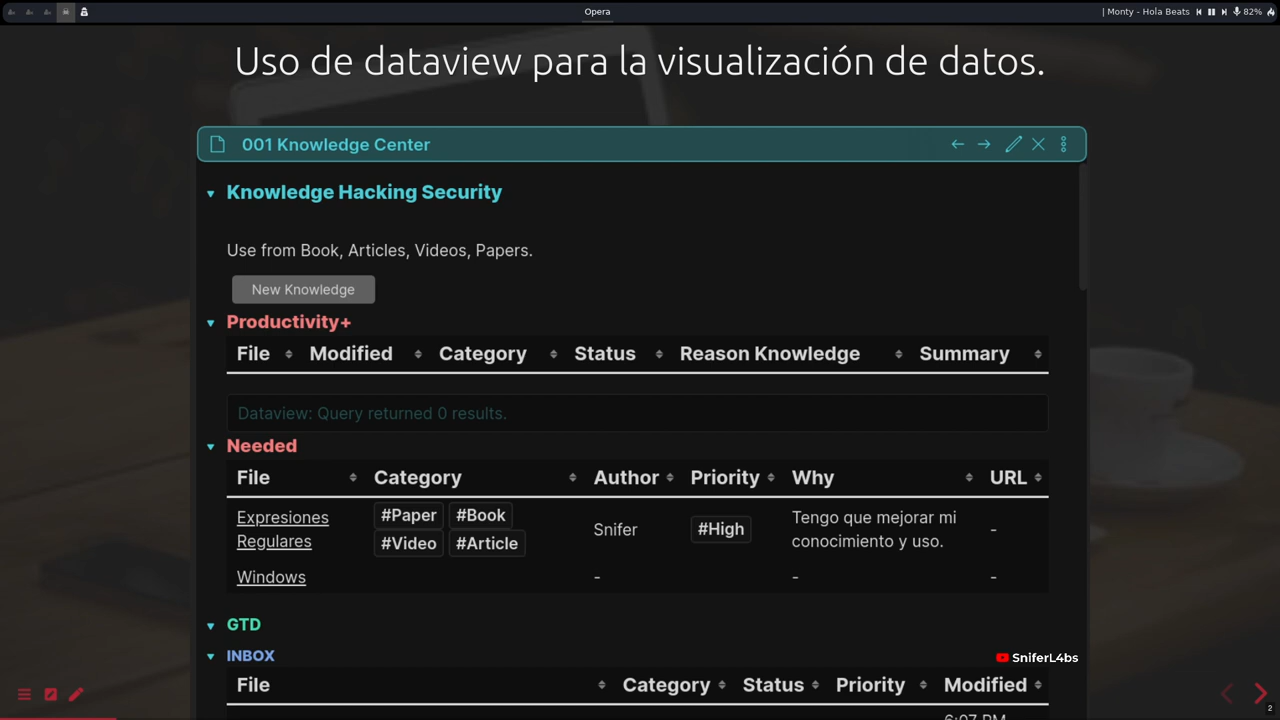 Opera
| Monty - Hola Beats
82%
Uso de dataview para la visualización de datos.
001 Knowledge Center
Knowledge Hacking Security
Use from Book, Articles, Videos, Papers.
New Knowledge
Productivity+
File Modified Category Status Reason Knowledge Summary
Dataview: Query returned 0 results.
Needed
File Category Author Priority Why URL
Expresiones Regulares #Paper #Book #Video #Article Snifer #High Tengo que mejorar mi conocimiento y uso. -
Windows - - -
GTD
INBOX
SniferL4bs
File Category Status Priority Modified
6:07 PM
2